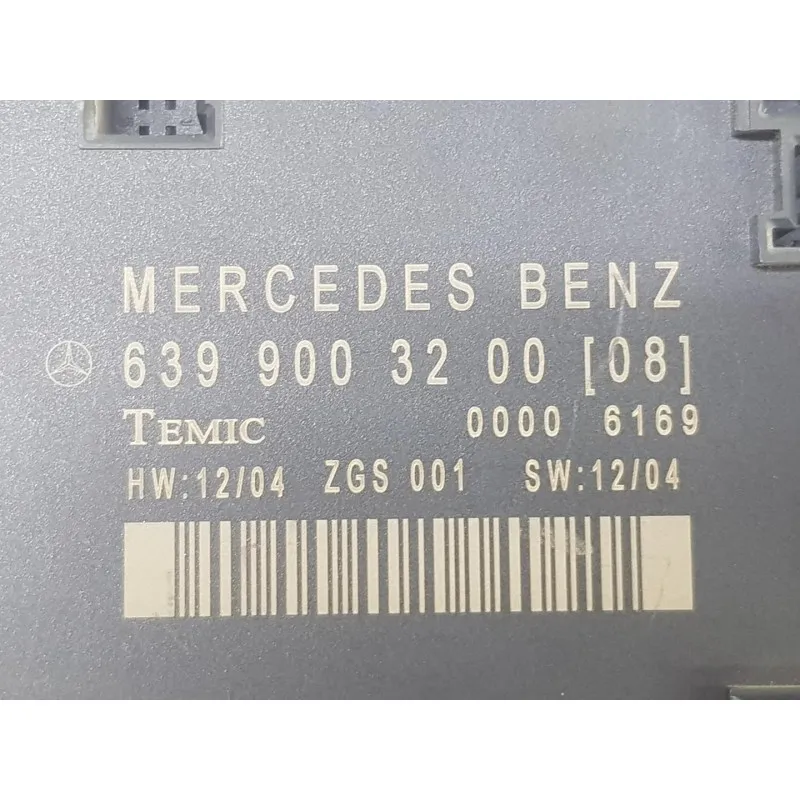 MERCEDES BENZ
639 900 32 00 [08]
TEMIC 0000 6169
HW:12/04 ZGS 001 SW:12/04